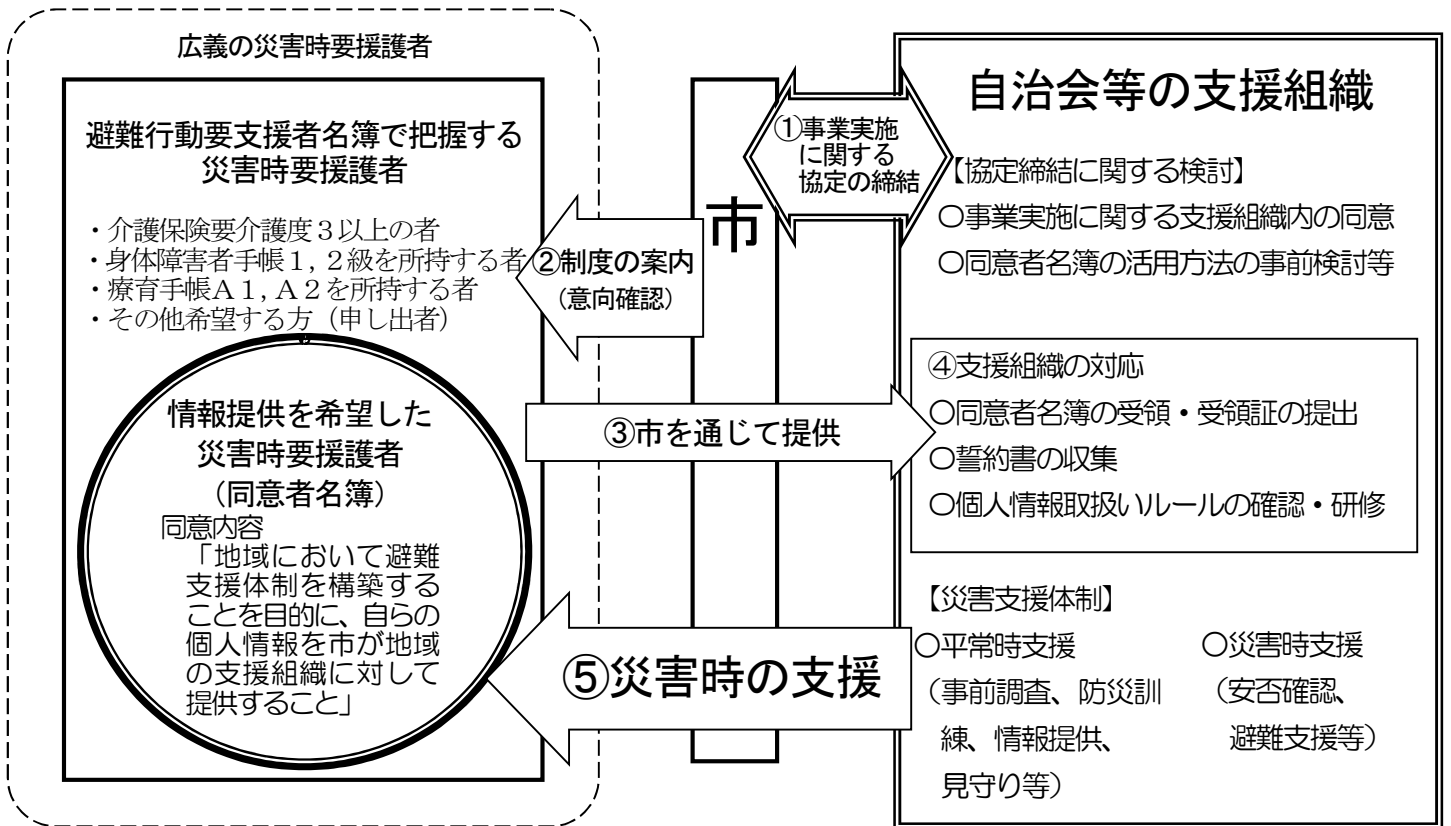 広義の災害時要援護者
避難行動要支援者名簿で把握する
災害時要援護者
・介護保険要介護度３以上の者
・身体障害者手帳１，２級を所持する者
・療育手帳Ａ１，Ａ２を所持する者
・その他希望する方（申し出者）
情報提供を希望した
災害時要援護者
（同意者名簿）
同意内容
「地域において避難
支援体制を構築する
ことを目的に、自らの
個人情報を市が地域
の支援組織に対して
提供すること」
市
①事業実施
に関する
協定の締結
②制度の案内
（意向確認）
③市を通じて提供
⑤災害時の支援
自治会等の支援組織
【協定締結に関する検討】
○事業実施に関する支援組織内の同意
○同意者名簿の活用方法の事前検討等
④支援組織の対応
○同意者名簿の受領・受領証の提出
○誓約書の収集
○個人情報取扱いルールの確認・研修
【災害支援体制】
○平常時支援
（事前調査、防災訓
練、情報提供、
見守り等）
○災害時支援
（安否確認、
避難支援等）